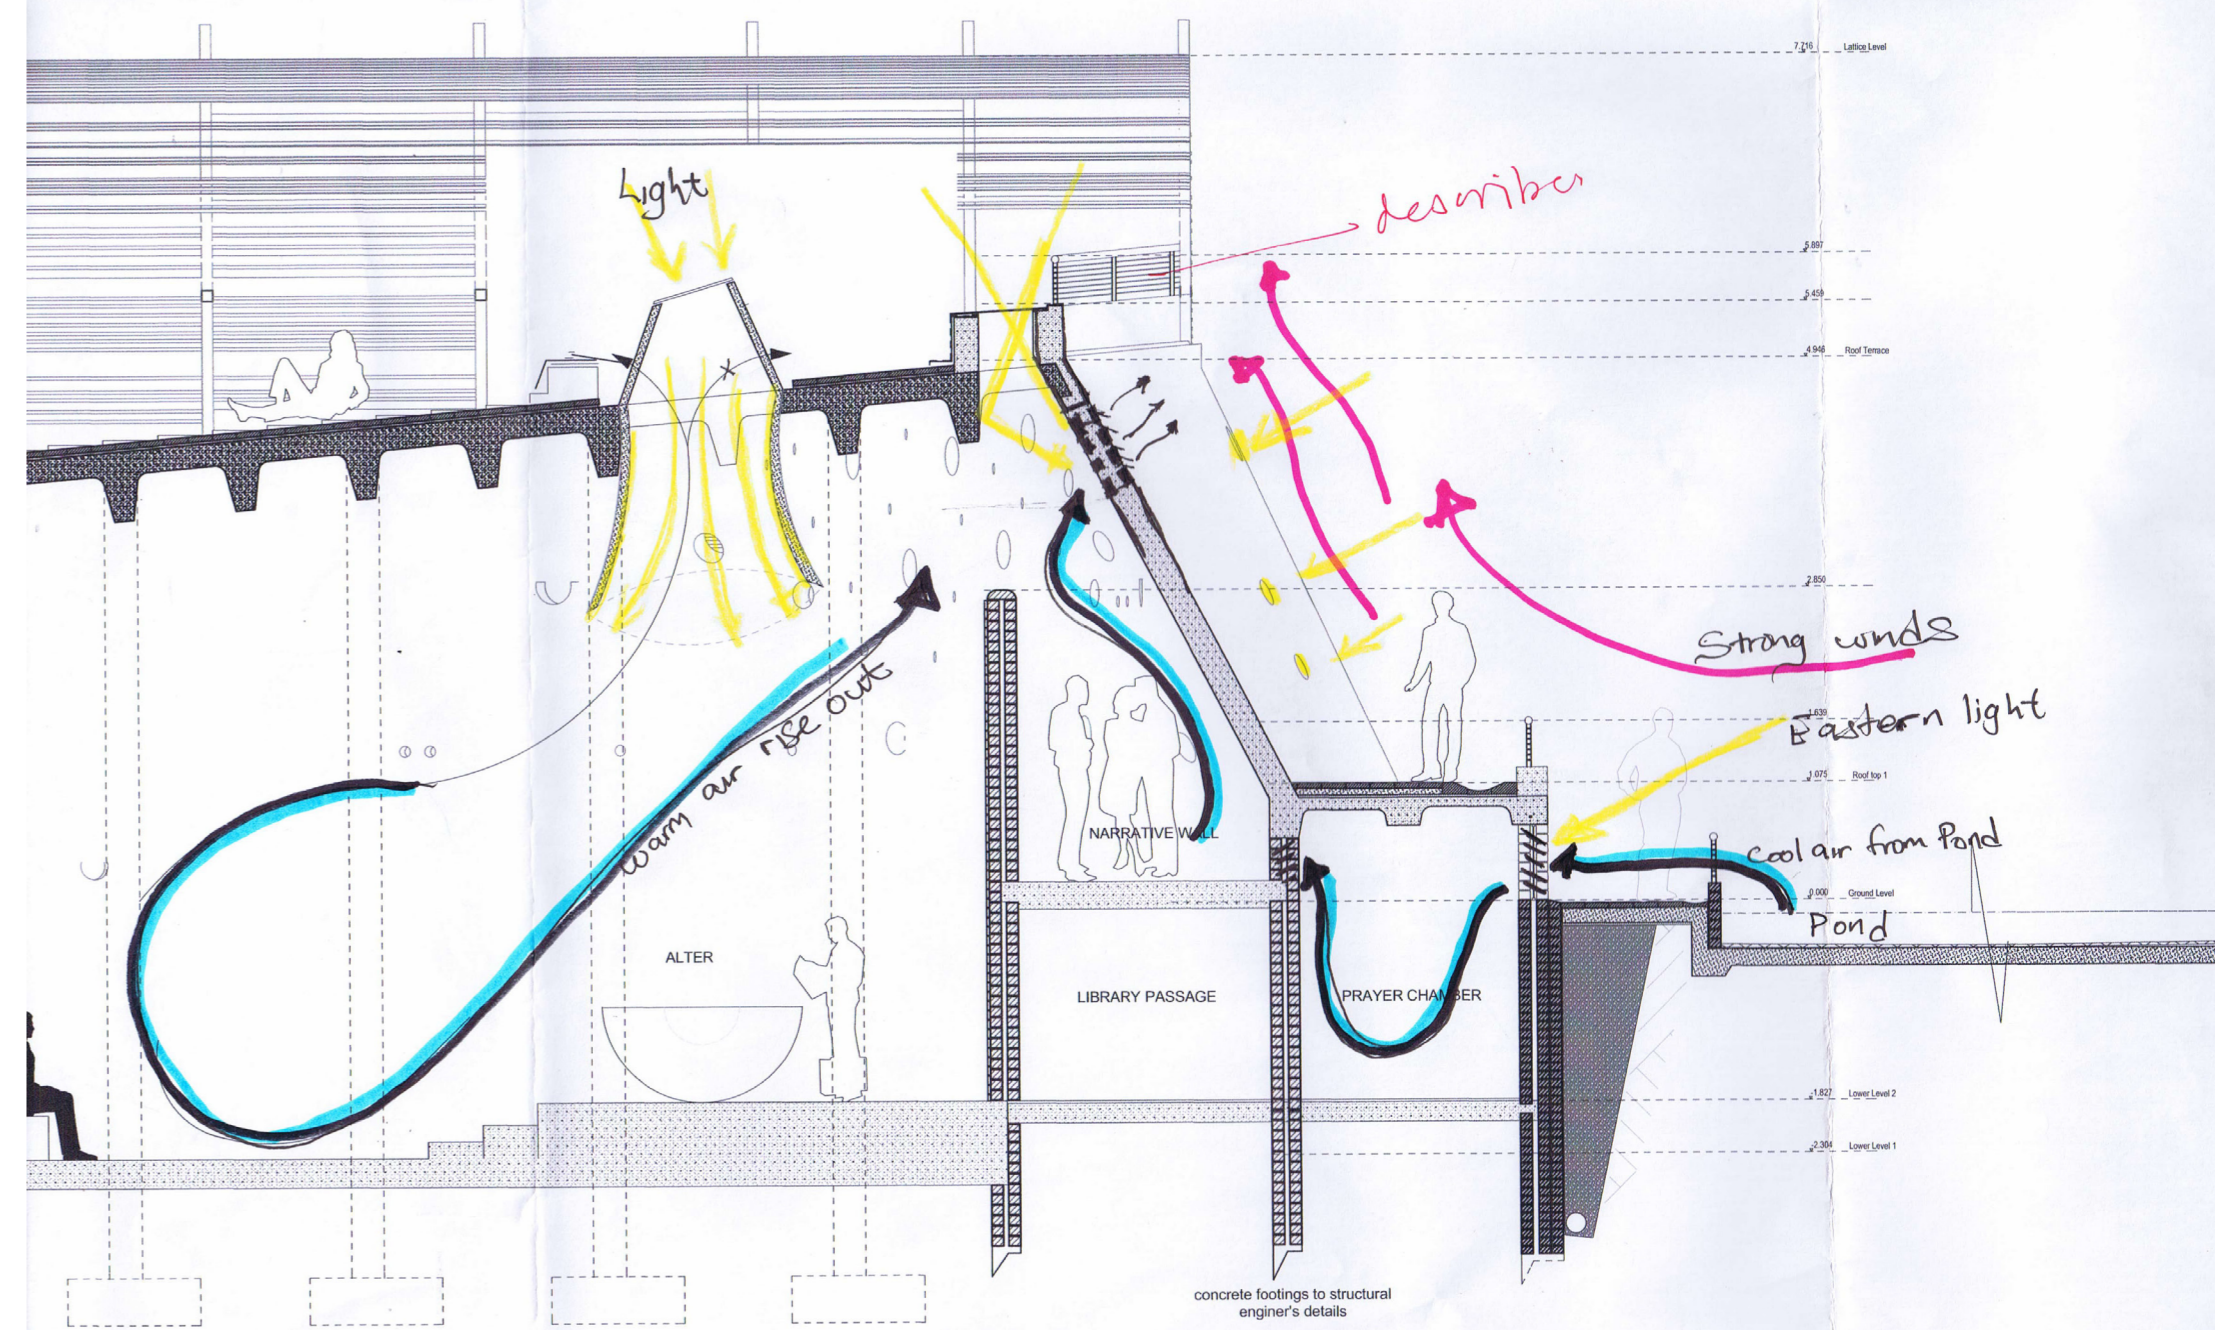 7.716 Lattice Level
Light
describe
5.897
5.459
4.946 Roof Terrace
2.850
Strong winds
1.639
Eastern light
warm air rise out
1.075 Roof top 1
NARRATIVE WALL
Cool air from Pond
0.000 Ground Level
Pond
ALTER
LIBRARY PASSAGE
PRAYER CHAMBER
-1.827 Lower Level 2
-2.304 Lower Level 1
concrete footings to structural
enginer's details